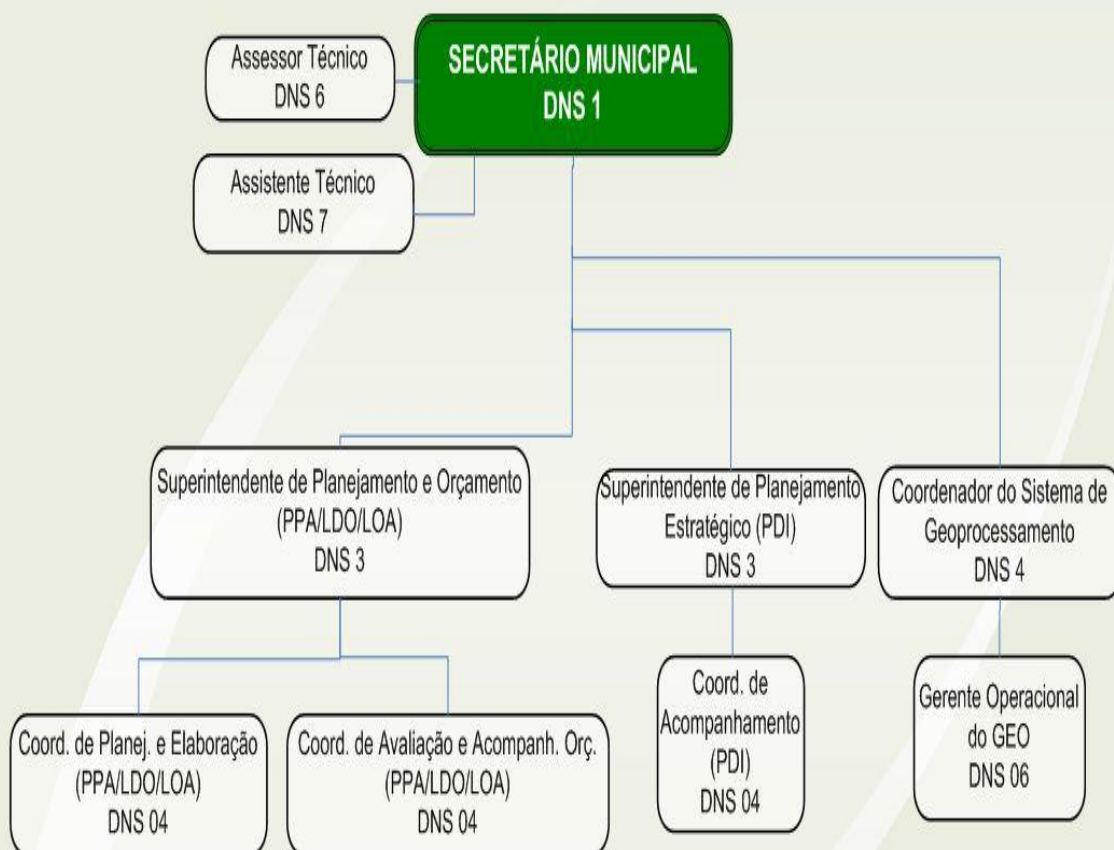 Assessor Técnico
DNS 6
SECRETÁRIO MUNICIPAL
DNS 1
Assistente Técnico
DNS 7
Superintendente de Planejamento e Orçamento
(PPA/LDO/LOA)
DNS 3
Superintendente de Planejamento
Estratégico (PDI)
DNS 3
Coordenador do Sistema de
Geoprocessamento
DNS 4
Coord. de Planej. e Elaboração
(PPA/LDO/LOA)
DNS 04
Coord. de Avaliação e Acompanh. Orç.
(PPA/LDO/LOA)
DNS 04
Coord. de
Acompanhamento
(PDI)
DNS 04
Gerente Operacional
do GEO
DNS 06